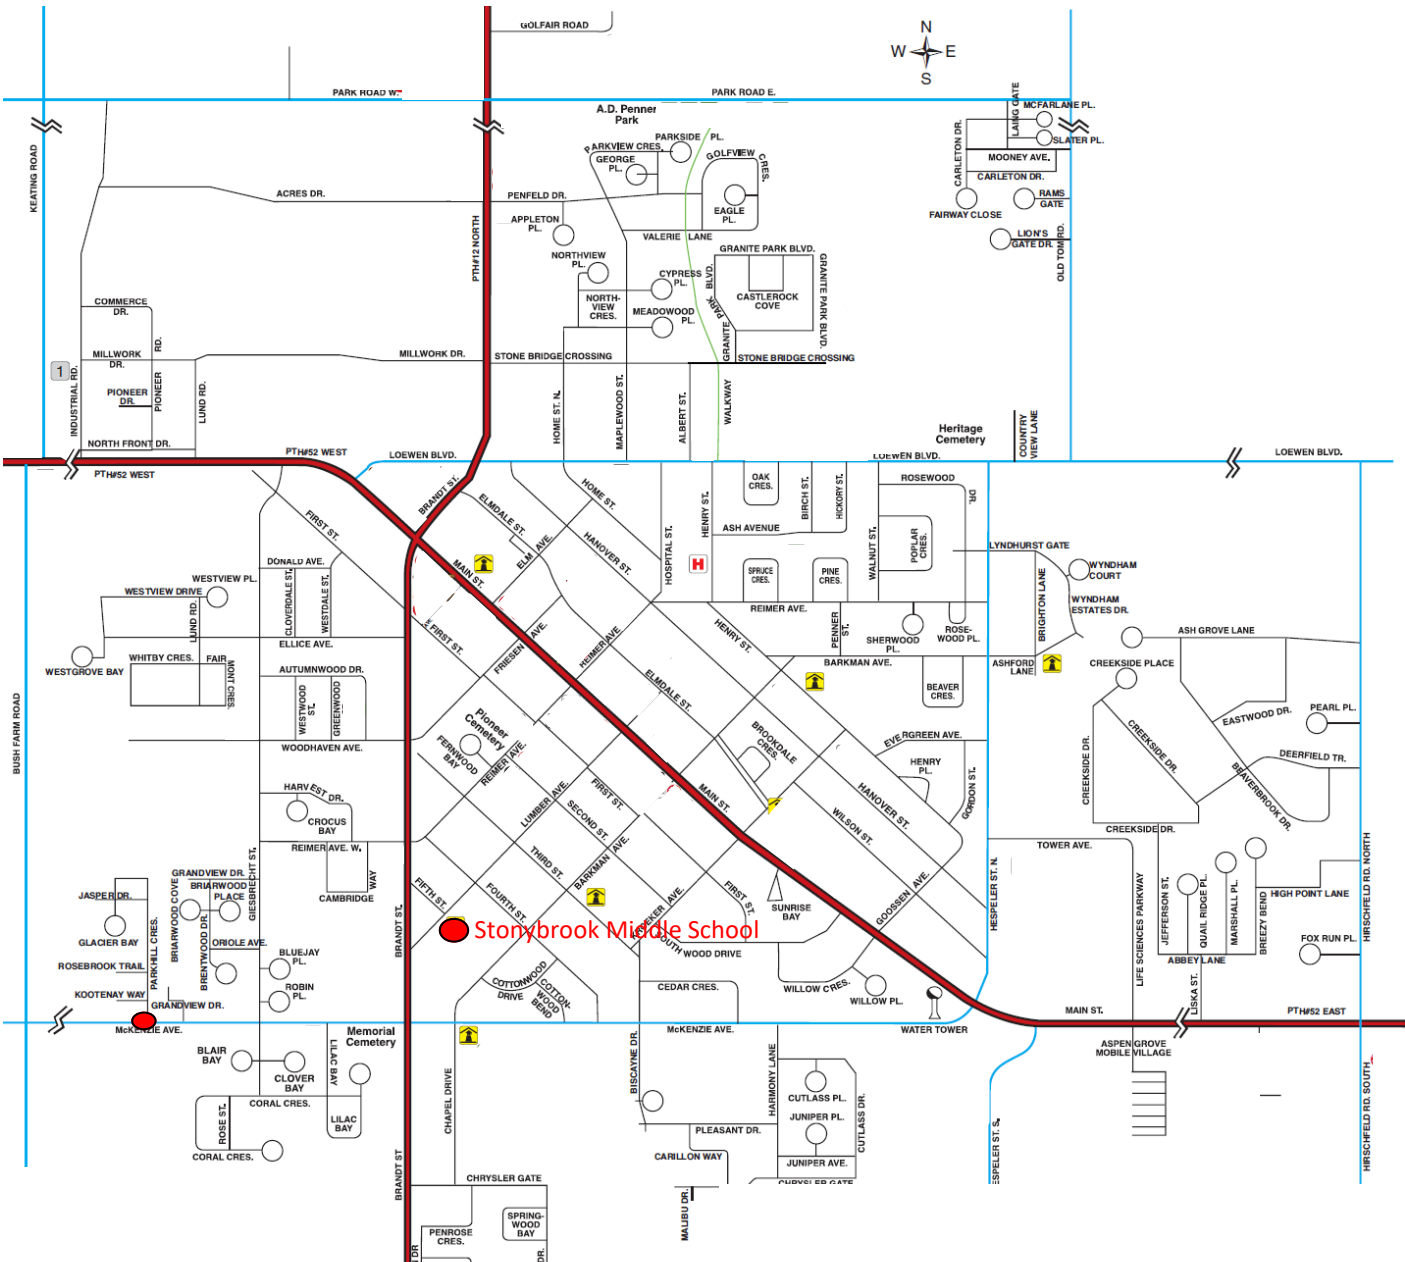 GOLFAIR ROAD
N
W E
S
PARK ROAD W.
PARK ROAD E.
KEATING ROAD
A.D. Penner
Park
PARKSIDE PL.
PARKVIEW CRES.
GEORGE
PL.
GOLFVIEW
CRES.
EAGLE
PL.
LAING GATE
MCFARLANE PL.
SLATER PL.
CARLETON DR.
MOONEY AVE.
CARLETON DR.
RAMS
GATE
FAIRWAY CLOSE
LION'S
GATE DR.
OLD TOM RD.
ACRES DR.
PENFELD DR.
APPLETON
PL.
PTH#12 NORTH
VALERIE LANE
NORTHVIEW
PL.
NORTH-
VIEW
CRES.
CYPRESS
PL.
MEADOWOOD
PL.
GRANITE PARK BLVD.
GRANITE PARK BLVD.
GRANITE PARK BLVD.
CASTLEROCK
COVE
COMMERCE
DR.
MILLWORK
DR.
MILLWORK DR.
STONE BRIDGE CROSSING
STONE BRIDGE CROSSING
1
PIONEER
DR.
PIONEER RD.
INDUSTRIAL RD.
LUND RD.
NORTH FRONT DR.
HOME ST. N.
MAPLEWOOD ST.
ALBERT ST.
WALKWAY
Heritage
Cemetery
COUNTRY
VIEW LANE
PTH#52 WEST
PTH#52 WEST
LOEWEN BLVD.
LOEWEN BLVD.
LOEWEN BLVD.
BRANDT ST.
FIRST ST.
ELMDALE ST.
ELM AVE.
HOME ST.
HANOVER ST.
MAIN ST.
HOSPITAL ST.
HENRY ST.
H
OAK
CRES.
BIRCH ST.
HICKORY ST.
ASH AVENUE
SPRUCE
CRES.
PINE
CRES.
WALNUT ST.
ROSEWOOD
DR.
POPLAR
CRES.
LYNDHURST GATE
WYNDHAM
COURT
WYNDHAM
ESTATES DR.
BRIGHTON LANE
ASHFORD
LANE
REIMER AVE.
PENNER
ST.
SHERWOOD
PL.
ROSE-
WOOD PL.
BARKMAN AVE.
BEAVER
CRES.
HENRY ST.
DONALD AVE.
CLOVERDALE ST.
WESTDALE ST.
ELLICE AVE.
WESTVIEW PL.
WESTVIEW DRIVE
LUND RD.
WESTGROVE BAY
WHITBY CRES.
FAIR
MONT CRES.
AUTUMNWOOD DR.
WESTWOOD
ST.
GREENWOOD
WOODHAVEN AVE.
BUSH FARM ROAD
AVE
FIRST ST.
FRIESEN AVE.
REIMER AVE.
ELMDALE ST.
Pioneer
Cemetery
FERNWOOD
BAY
REIMER AVE.
LUMBER AVE.
FIRST ST.
SECOND ST.
THIRD ST.
BARKMAN AVE.
FOURTH ST.
FIFTH ST.
MAIN ST.
BROOKDALE
CRES.
WILSON ST.
HANOVER ST.
EVERGREEN AVE.
HENRY
PL.
GORDON ST.
GOOSSEN AVE.
FIRST ST.
SUNRISE
BAY
ASH GROVE LANE
CREEKSIDE PLACE
CREEKSIDE DR.
CREEKSIDE DR.
CREEKSIDE DR.
EASTWOOD DR.
PEARL PL.
DEERFIELD TR.
BEAVERBROOK DR.
TOWER AVE.
HESPELER ST. N.
LIFE SCIENCES PARKWAY
JEFFERSON ST.
QUAIL RIDGE PL.
MARSHALL PL.
BREEZY BEND
HIGH POINT LANE
FOX RUN PL.
HIRSCHFELD RD. NORTH
ABBEY LANE
LISKA ST.
HARVEST DR.
CROCUS
BAY
REIMER AVE. W.
CAMBRIDGE
WAY
GIESBRECHT ST.
GRANDVIEW DR.
BRIARWOOD
PLACE
BRIARWOOD COVE
BRENTWOOD DR.
ORIOLE AVE.
BLUEJAY
PL.
ROBIN
PL.
JASPER DR.
GLACIER BAY
ROSEBROOK TRAIL
KOOTENAY WAY
PARKHILL CRES.
GRANDVIEW DR.
McKENZIE AVE.
BRANDT ST.
Stonybrook Middle School
SOUTHWOOD DRIVE
COTTONWOOD
DRIVE
COTTON-
WOOD
BEND
CEDAR CRES.
WILLOW CRES.
WILLOW PL.
WATER TOWER
McKENZIE AVE.
MAIN ST.
PTH#52 EAST
Memorial
Cemetery
BLAIR
BAY
CLOVER
BAY
LILAC BAY
LILAC
BAY
CORAL CRES.
ROSE ST.
CORAL CRES.
CHAPEL DRIVE
BISCAYNE DR.
HARMONY LANE
CUTLASS PL.
JUNIPER PL.
CUTLASS DR.
JUNIPER AVE.
PLEASANT DR.
CARILLON WAY
CHRYSLER GATE
MALIBU DR.
ASPEN GROVE
MOBILE VILLAGE
ESPELER ST. S.
HIRSCHFELD RD. SOUTH
BRANDT ST
CHRYSLER GATE
PENROSE
CRES.
SPRING-
WOOD
BAY
DR
DR.